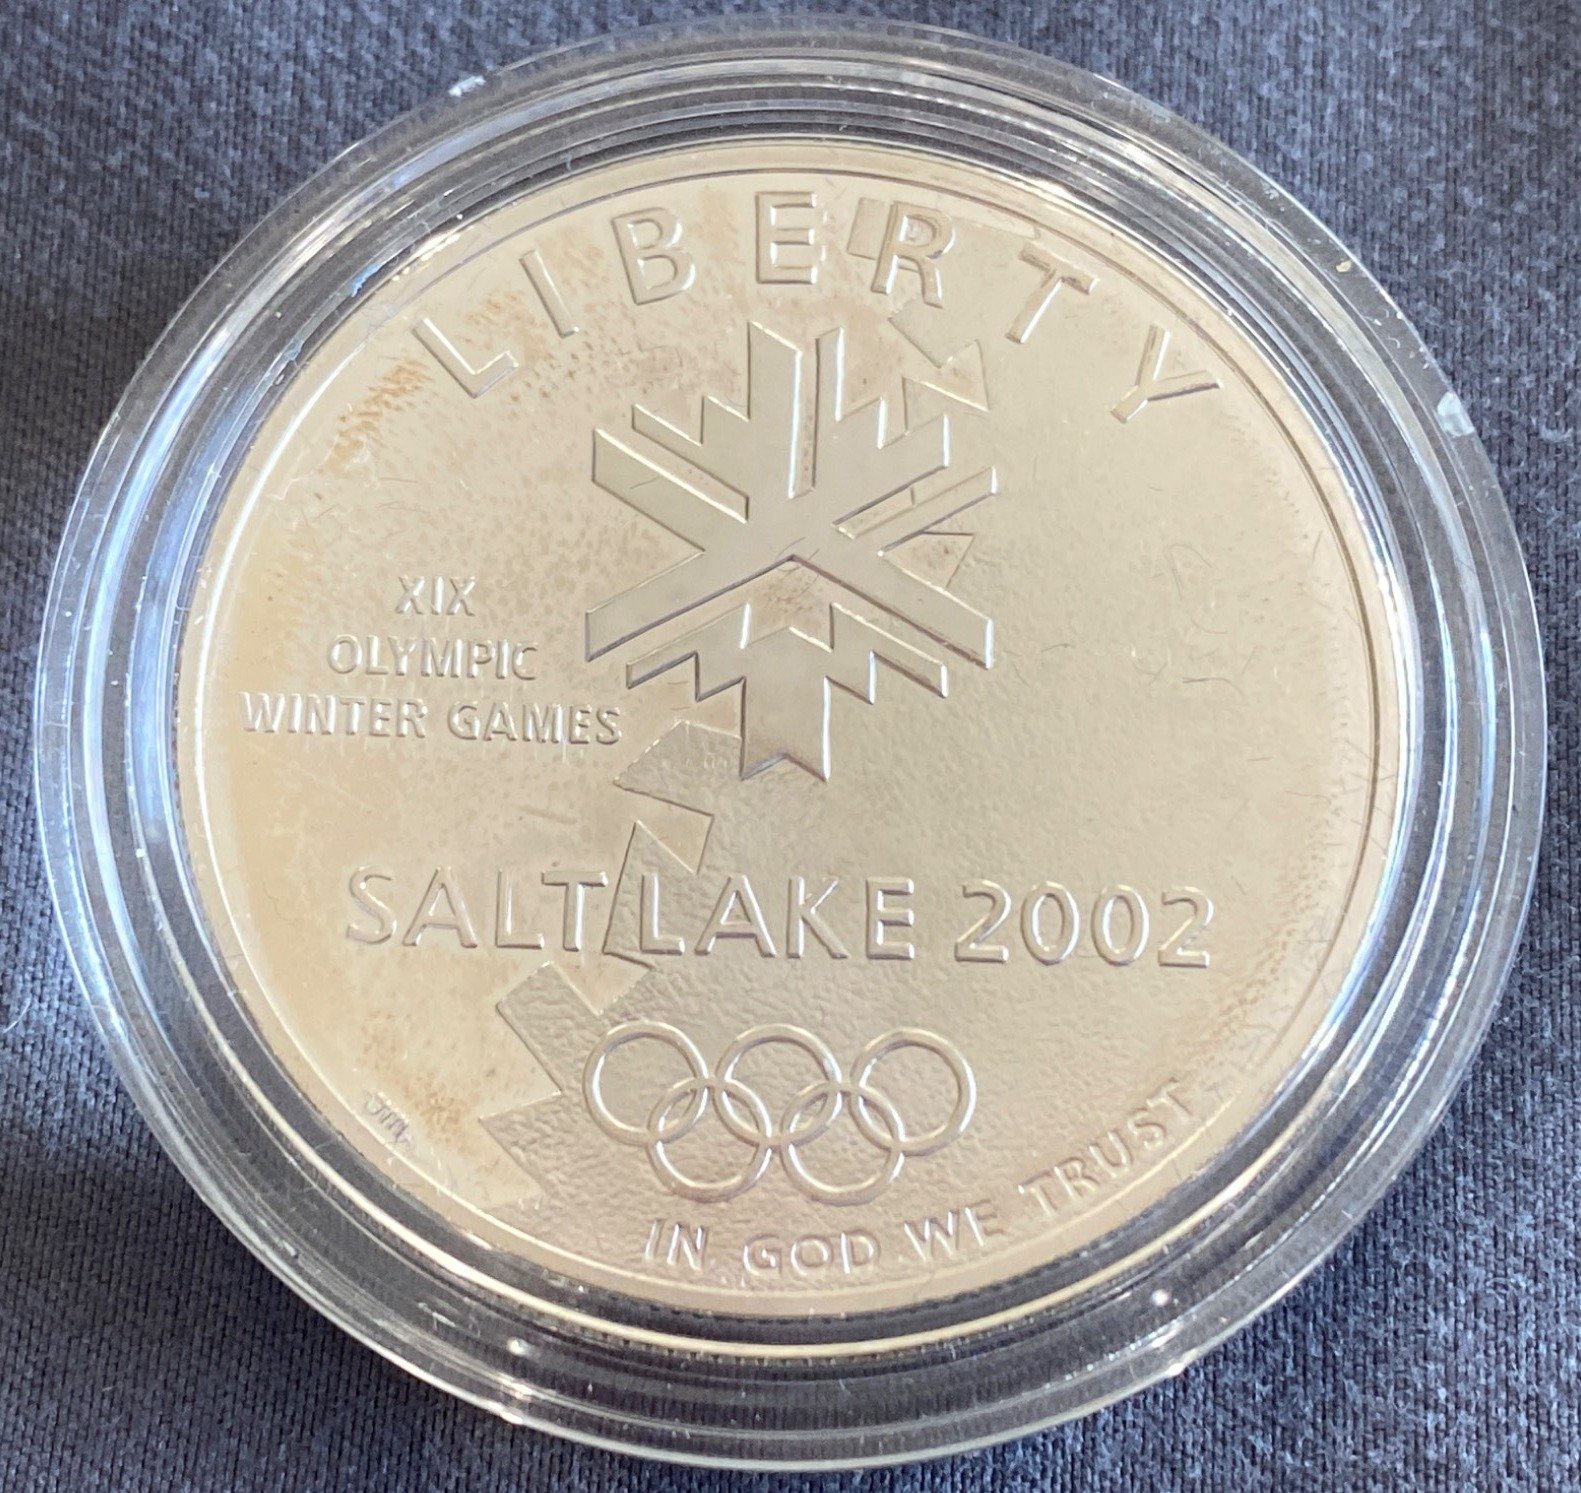 LIBERTY
XIX
OLYMPIC
WINTER GAMES
SALT LAKE 2002
IN GOD WE TRUST